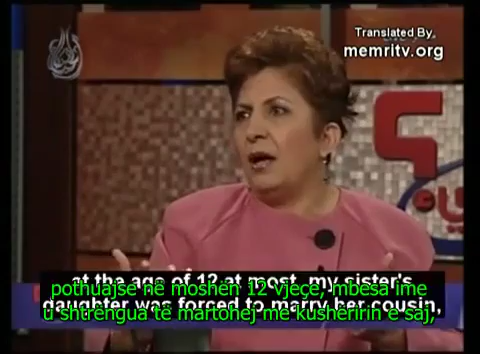 Translated By
memritv.org
at the age of 12 at most, my sister's
daughter was forced to marry her cousin,
pothuajse në moshën 12 vjeçe, mbesa ime
u shtrëngua të martohej me kushëririn e saj,